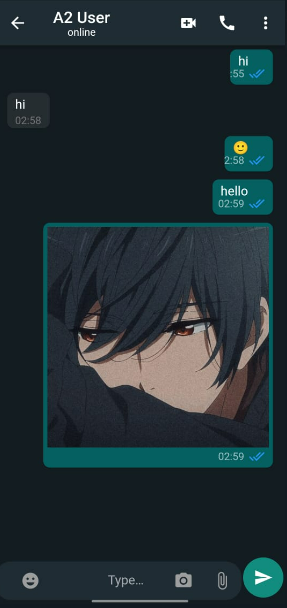 A2 User
online
hi
:55
hi
02:58
🙂
2:58
hello
02:59
02:59
Type...